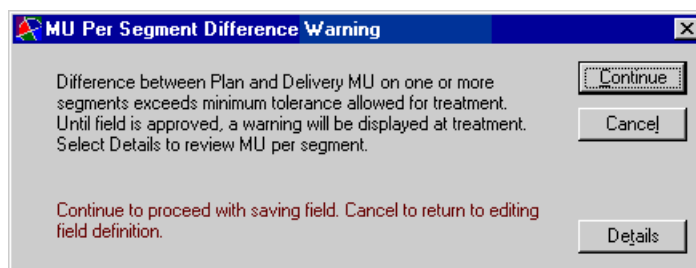 MU Per Segment Difference Warning
Difference between Plan and Delivery MU on one or more
segments exceeds minimum tolerance allowed for treatment.
Until field is approved, a warning will be displayed at treatment.
Select Details to review MU per segment.
Continue
Cancel
Continue to proceed with saving field. Cancel to return to editing
field definition.
Details